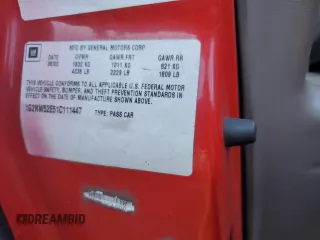 GM
MFD BY GENERAL MOTORS CORP
DATE GVWR GAWR FRT GAWR RR
1832 KG 1011 KG 821 KG
4039 LB 2229 LB 1809 LB
THIS VEHICLE CONFORMS TO ALL APPLICABLE U.S. FEDERAL MOTOR
VEHICLE SAFETY, BUMPER, AND THEFT PREVENTION STANDARDS IN
EFFECT ON THE DATE OF MANUFACTURE SHOWN ABOVE.
TYPE: PASS CAR
© DREAMBID